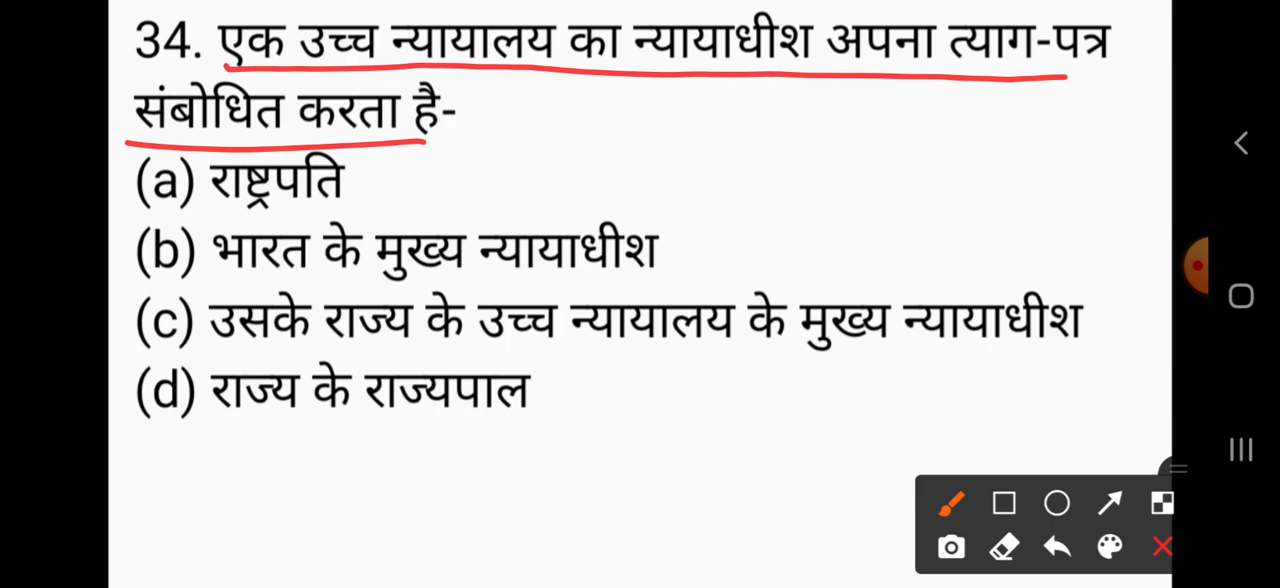 34. एक उच्च न्यायालय का न्यायाधीश अपना त्याग-पत्र
संबोधित करता है-
(a) राष्ट्रपति
(b) भारत के मुख्य न्यायाधीश
(c) उसके राज्य के उच्च न्यायालय के मुख्य न्यायाधीश
(d) राज्य के राज्यपाल